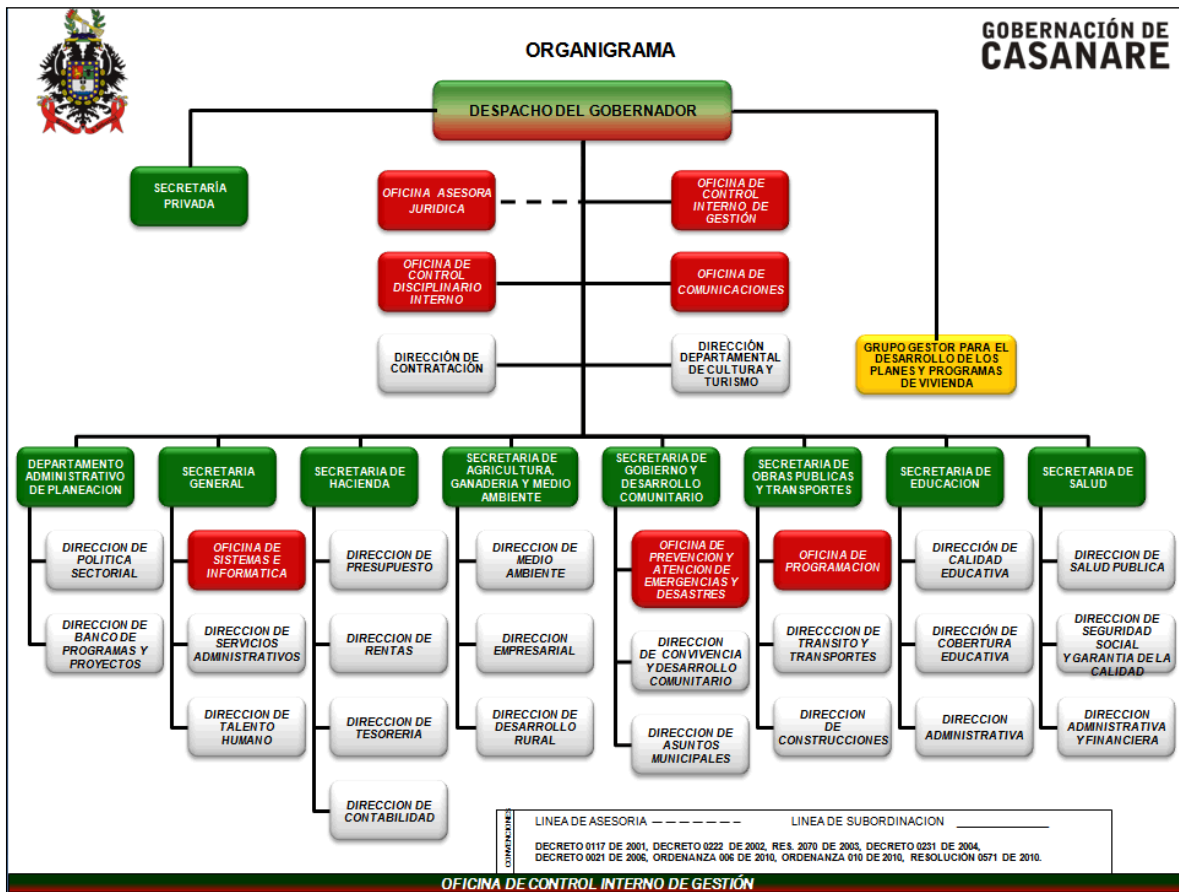 GOBERNACIÓN DE
CASANARE
ORGANIGRAMA
DESPACHO DEL GOBERNADOR
SECRETARÍA
PRIVADA
OFICINA ASESORA
JURIDICA
OFICINA DE
CONTROL
INTERNO DE
GESTIÓN
OFICINA DE
CONTROL
DISCIPLINARIO
INTERNO
OFICINA DE
COMUNICACIONES
DIRECCIÓN DE
CONTRATACIÓN
DIRECCIÓN
DEPARTAMENTAL
DE CULTURA Y
TURISMO
GRUPO GESTOR PARA EL
DESARROLLO DE LOS
PLANES Y PROGRAMAS
DE VIVIENDA
DEPARTAMENTO
ADMINISTRATIVO
DE PLANEACION
SECRETARIA
GENERAL
SECRETARIA DE
HACIENDA
SECRETARIA DE
AGRICULTURA,
GANADERIA Y MEDIO
AMBIENTE
SECRETARIA DE
GOBIERNO Y
DESARROLLO
COMUNITARIO
SECRETARIA DE
OBRAS PUBLICAS
Y TRANSPORTES
SECRETARIA DE
EDUCACION
SECRETARIA DE
SALUD
DIRECCION DE
POLITICA
SECTORIAL
OFICINA DE
SISTEMAS E
INFORMATICA
DIRECCION DE
PRESUPUESTO
DIRECCION DE
MEDIO
AMBIENTE
OFICINA DE
PREVENCION Y
ATENCION DE
EMERGENCIAS Y
DESASTRES
OFICINA DE
PROGRAMACION
DIRECCIÓN DE
CALIDAD
EDUCATIVA
DIRECCION DE
SALUD PUBLICA
DIRECCION DE
BANCO DE
PROGRAMAS Y
PROYECTOS
DIRECCION DE
SERVICIOS
ADMINISTRATIVOS
DIRECCION DE
RENTAS
DIRECCION
EMPRESARIAL
DIRECCION
DE CONVIVENCIA
Y DESARROLLO
COMUNITARIO
DIRECCCION DE
TRANSITO Y
TRANSPORTES
DIRECCIÓN DE
COBERTURA
EDUCATIVA
DIRECCION DE
SEGURIDAD
SOCIAL
Y GARANTIA DE LA
CALIDAD
DIRECCION DE
TALENTO
HUMANO
DIRECCION DE
TESORERIA
DIRECCION DE
DESARROLLO
RURAL
DIRECCION DE
ASUNTOS
MUNICIPALES
DIRECCION
DE
CONSTRUCCIONES
DIRECCION
ADMINISTRATIVA
DIRECCION
ADMINISTRATIVA
Y FINANCIERA
DIRECCION DE
CONTABILIDAD
CONVENCIONES
LINEA DE ASESORIA
LINEA DE SUBORDINACION
DECRETO 0117 DE 2001, DECRETO 0222 DE 2002, RES. 2070 DE 2003, DECRETO 0231 DE 2004,
DECRETO 0021 DE 2006, ORDENANZA 006 DE 2010, ORDENANZA 010 DE 2010, RESOLUCIÓN 0571 DE 2010.
OFICINA DE CONTROL INTERNO DE GESTIÓN